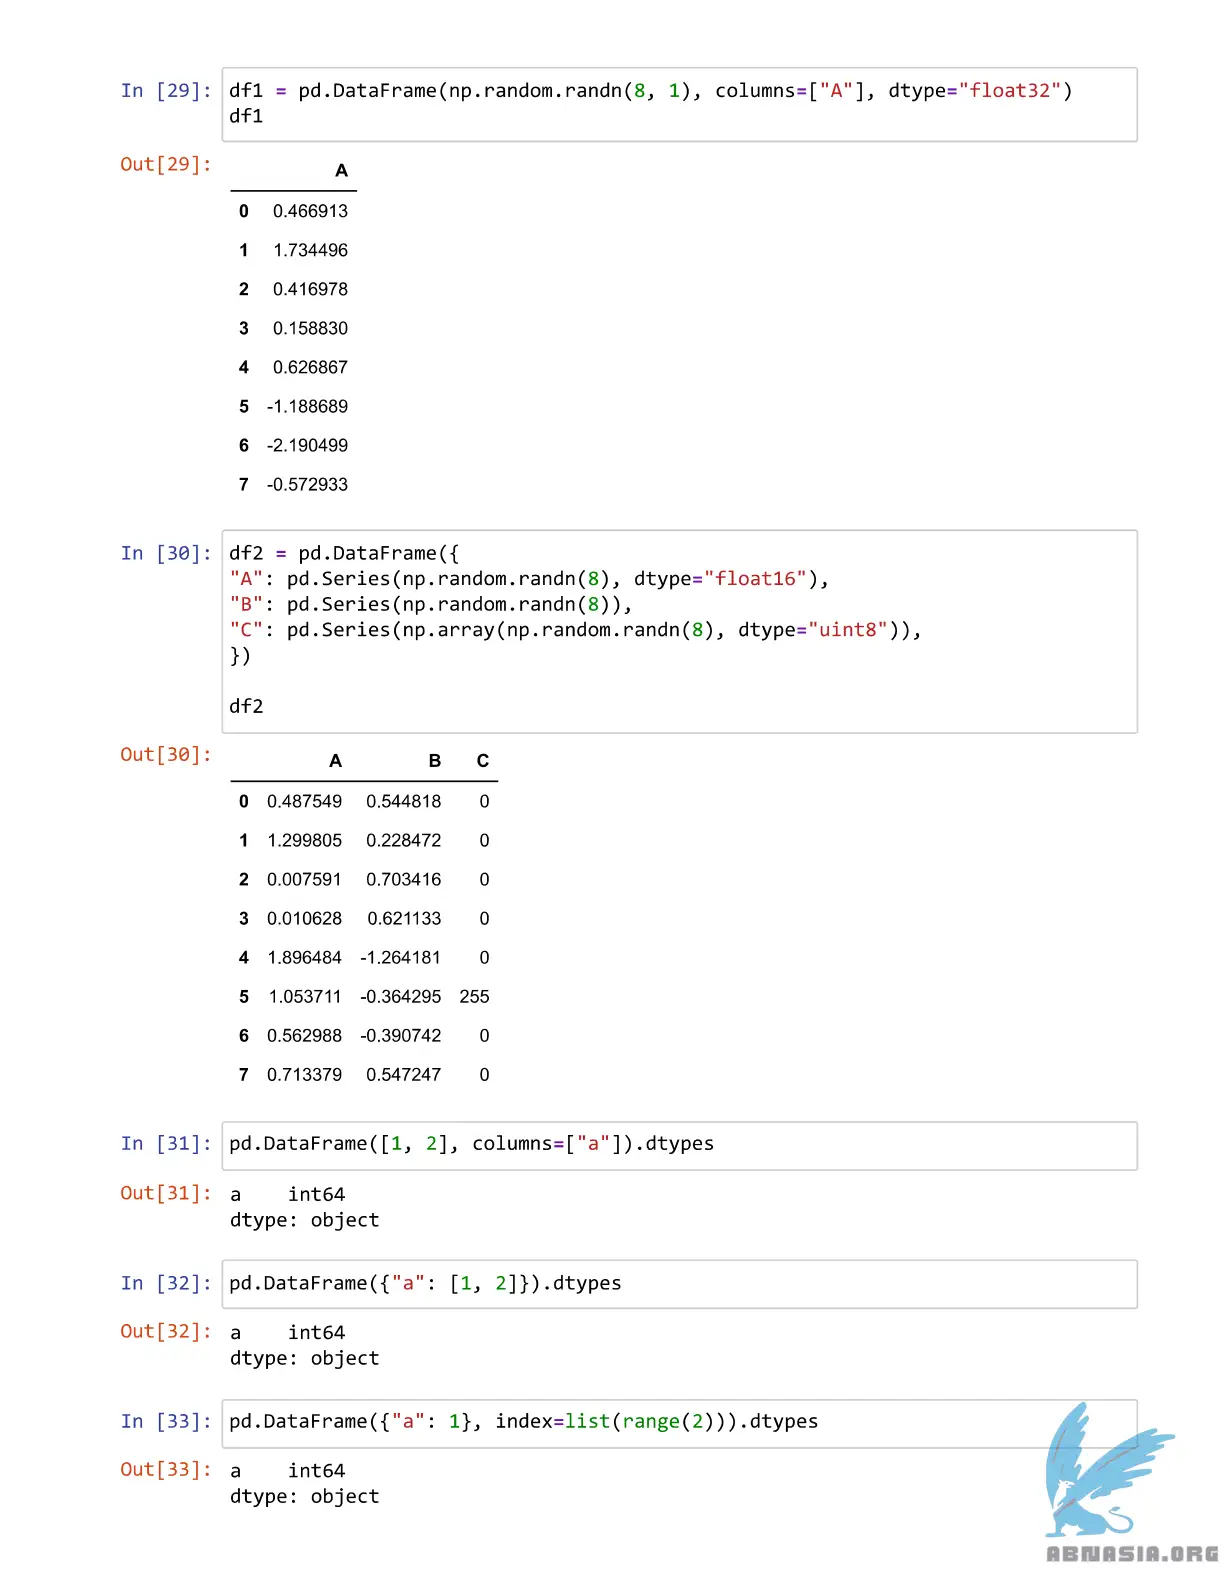 In [29]: df1 = pd.DataFrame(np.random.randn(8, 1), columns=["A"], dtype="float32")
df1
Out[29]:
A
0 0.466913
1 1.734496
2 0.416978
3 0.158830
4 0.626867
5 -1.188689
6 -2.190499
7 -0.572933
In [30]: df2 = pd.DataFrame({
"A": pd.Series(np.random.randn(8), dtype="float16"),
"B": pd.Series(np.random.randn(8)),
"C": pd.Series(np.array(np.random.randn(8), dtype="uint8")),
})
df2
Out[30]:
A B C
0 0.487549 0.544818 0
1 1.299805 0.228472 0
2 0.007591 0.703416 0
3 0.010628 0.621133 0
4 1.896484 -1.264181 0
5 1.053711 -0.364295 255
6 0.562988 -0.390742 0
7 0.713379 0.547247 0
In [31]: pd.DataFrame([1, 2], columns=["a"]).dtypes
Out[31]: a int64
dtype: object
In [32]: pd.DataFrame({"a": [1, 2]}).dtypes
Out[32]: a int64
dtype: object
In [33]: pd.DataFrame({"a": 1}, index=list(range(2))).dtypes
Out[33]: a int64
dtype: object
ABNASIA.ORG